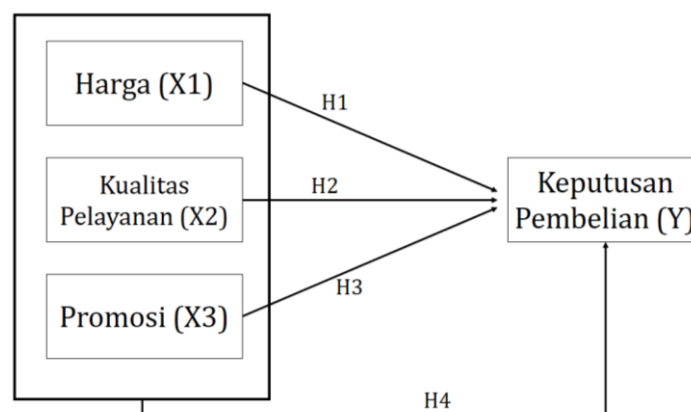 Harga (X1)
H1
Kualitas
Pelayanan (X2)
H2
Keputusan
Pembelian (Y)
Promosi (X3)
H3
H4